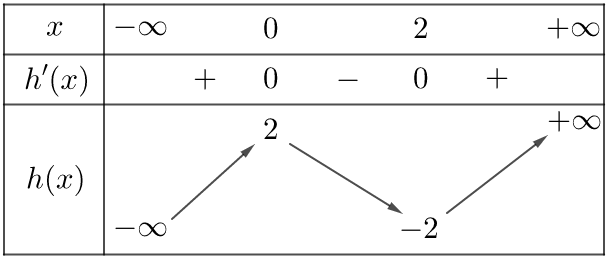 x −∞ 0 2 +∞
h′(x) + 0 − 0 +
2 +∞
h(x)
−∞ −2